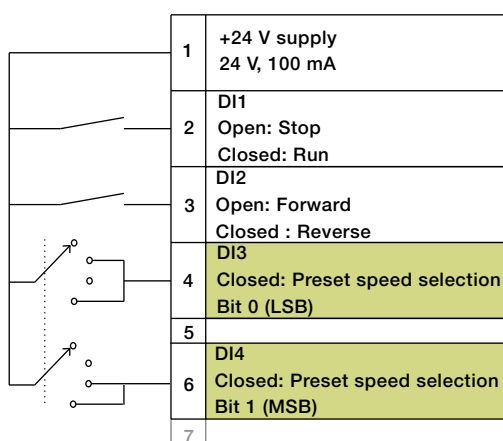 1
+24 V supply
24 V, 100 mA
2
DI1
Open: Stop
Closed: Run
3
DI2
Open: Forward
Closed : Reverse
4
DI3
Closed: Preset speed selection
Bit 0 (LSB)
5
6
DI4
Closed: Preset speed selection
Bit 1 (MSB)
7